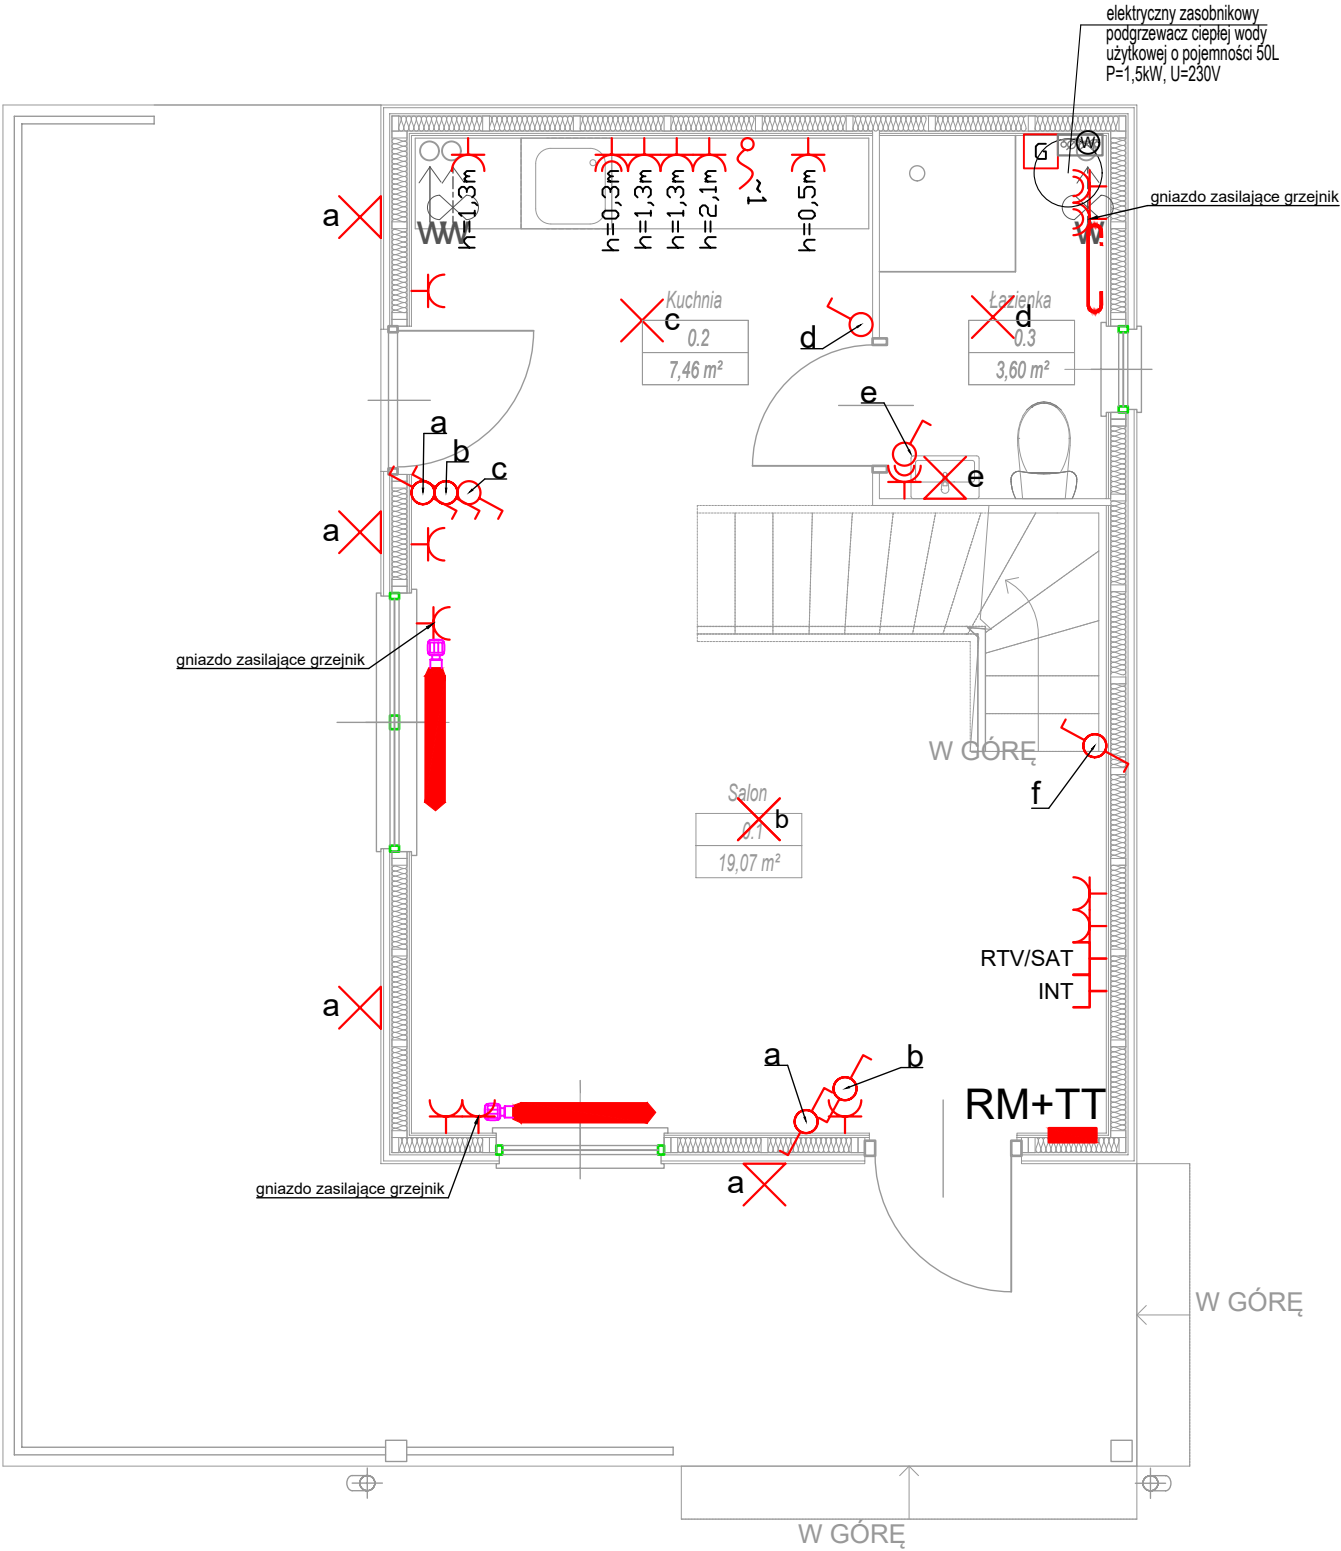 elektryczny zasobnikowy
podgrzewacz ciepłej wody
użytkowej o pojemności 50L
P=1,5kW, U=230V
G
W
gniazdo zasilające grzejnik
h=1,3m
h=0,3m
h=1,3m
h=1,3m
h=2,1m
~1
h=0,5m
WW
W
a
Kuchnia
c
0.2
7,46 m²
d
Łazienka
d
0.3
3,60 m²
e
e
a
b
c
a
gniazdo zasilające grzejnik
W GÓRĘ
f
Salon
b
0.1
19,07 m²
RTV/SAT
INT
a
a
b
RM+TT
a
gniazdo zasilające grzejnik
W GÓRĘ
W GÓRĘ